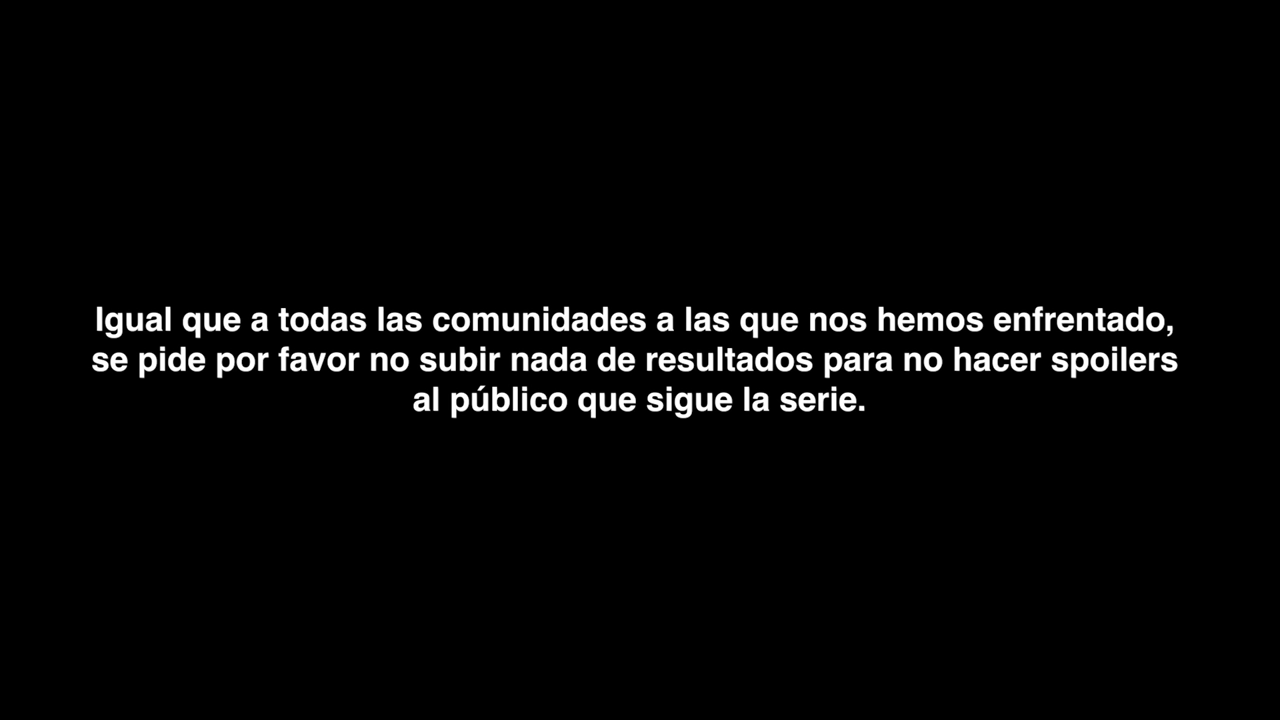 Igual que a todas las comunidades a las que nos hemos enfrentado,
se pide por favor no subir nada de resultados para no hacer spoilers
al público que sigue la serie.